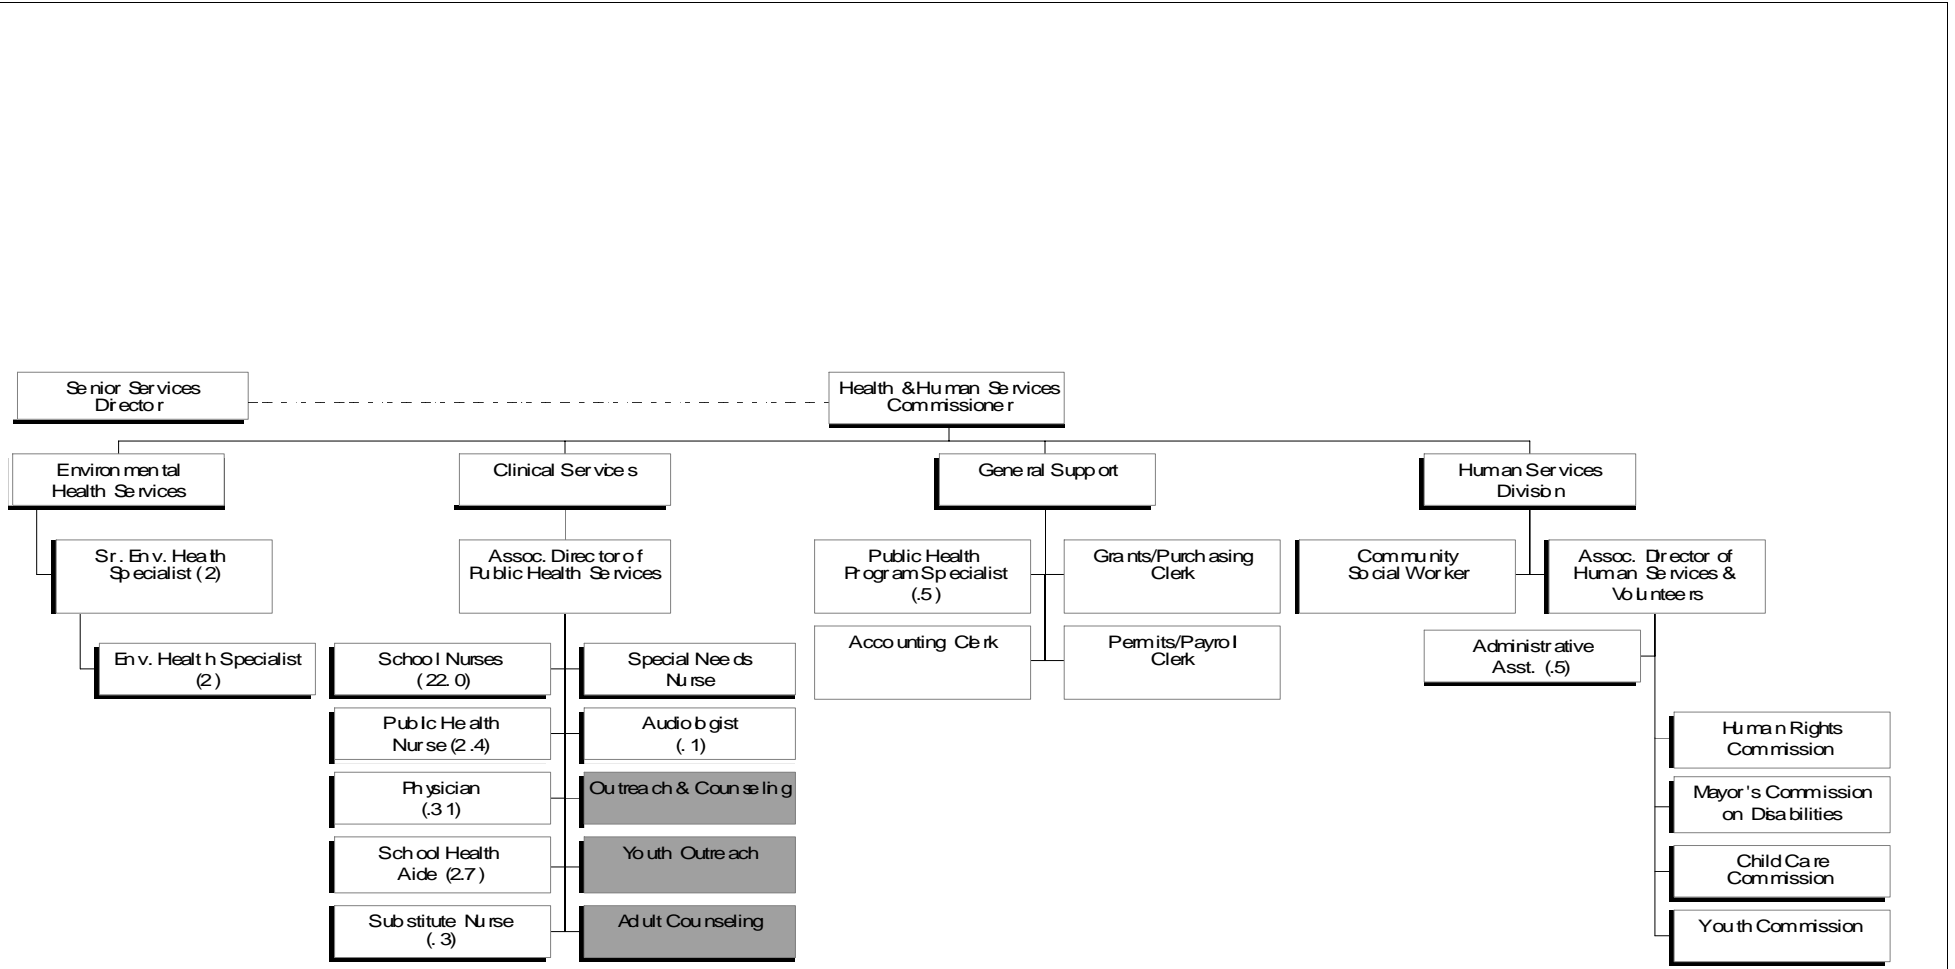 Senior Services
Director
Health & Human Services
Commissioner
Environmental
Health Services
Clinical Services
General Support
Human Services
Division
Sr. Env. Health
Specialist (2)
Assoc. Director of
Public Health Services
Public Health
Program Specialist
(.5)
Grants/Purchasing
Clerk
Community
Social Worker
Assoc. Director of
Human Services &
Volunteers
Accounting Clerk
Permits/Payroll
Clerk
Administrative
Asst. (.5)
Env. Health Specialist
(2)
School Nurses
(22.0)
Special Needs
Nurse
Public Health
Nurse (2.4)
Audiologist
(.1)
Human Rights
Commission
Physician
(.31)
Outreach & Counseling
Mayor's Commission
on Disabilities
School Health
Aide (2.7)
Youth Outreach
Child Care
Commission
Substitute Nurse
(.3)
Adult Counseling
Youth Commission